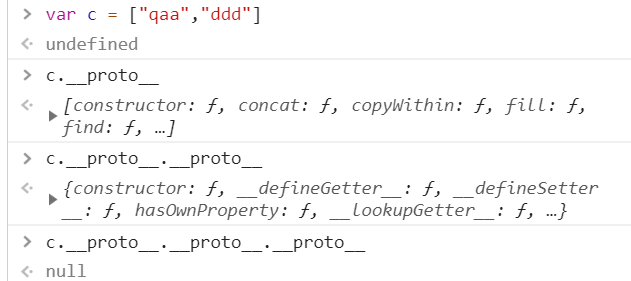 > var c = ["qaa","ddd"]
< undefined
> c.__proto__
< ▶ [constructor: ƒ, concat: ƒ, copyWithin: ƒ, fill: ƒ,
find: ƒ, …]
> c.__proto__.__proto__
< ▶ {constructor: ƒ, __defineGetter__: ƒ, __defineSetter
__: ƒ, hasOwnProperty: ƒ, __lookupGetter__: ƒ, …}
> c.__proto__.__proto__.__proto__
< null